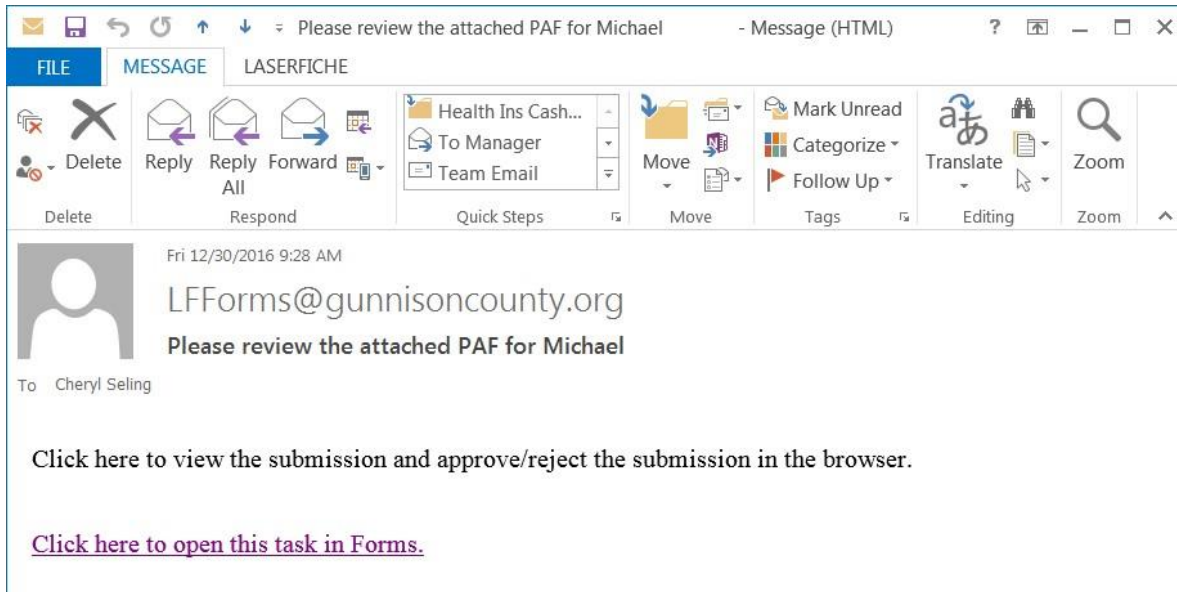 Please review the attached PAF for Michael - Message (HTML) ?
FILE MESSAGE LASERFICHE
Delete
Reply
Reply All
Forward
Health Ins Cash...
To Manager
Team Email
Move
Mark Unread
Categorize
Follow Up
Translate
Zoom
Delete Respond Quick Steps Move Tags Editing Zoom
Fri 12/30/2016 9:28 AM
LFForms@gunnisoncounty.org
Please review the attached PAF for Michael
To Cheryl Seling
Click here to view the submission and approve/reject the submission in the browser.
Click here to open this task in Forms.